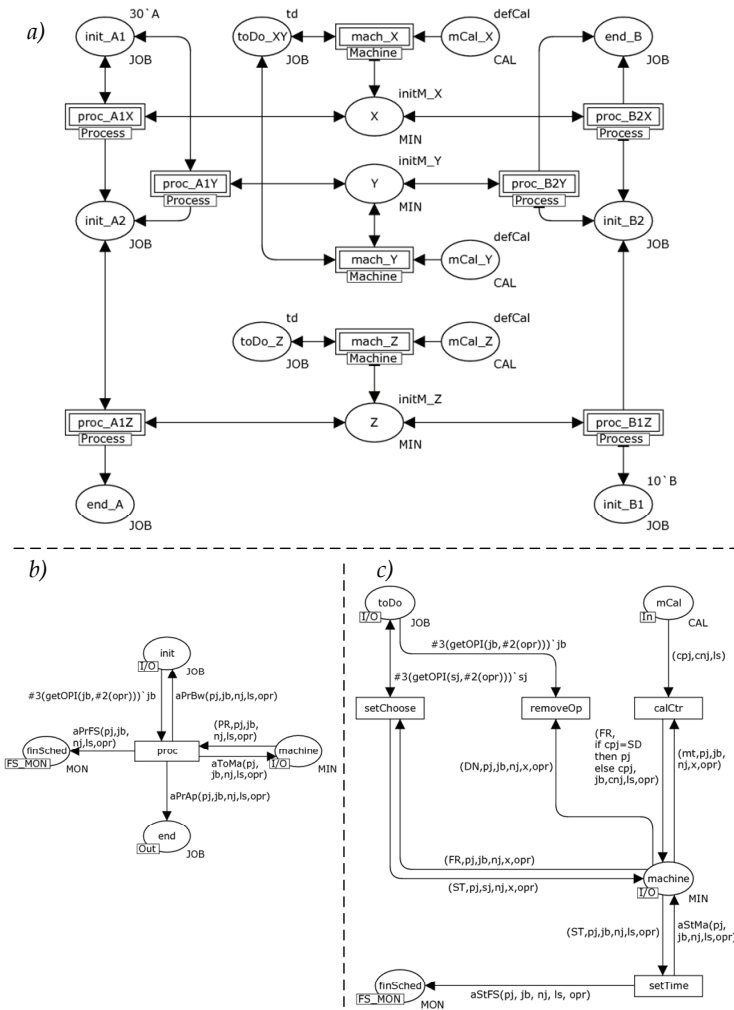 a)
30`A
init_A1
JOB
td
toDo_XY
JOB
mach_X
Machine
defCal
mCal_X
CAL
end_B
JOB
proc_A1X
Process
initM_X
X
MIN
proc_B2X
Process
proc_A1Y
Process
initM_Y
Y
MIN
proc_B2Y
Process
init_A2
JOB
init_B2
JOB
mach_Y
Machine
defCal
mCal_Y
CAL
td
toDo_Z
JOB
mach_Z
Machine
defCal
mCal_Z
CAL
proc_A1Z
Process
initM_Z
Z
MIN
proc_B1Z
Process
end_A
JOB
10`B
init_B1
JOB
b)
init
I/O
JOB
#3(getOPI(jb,#2(opr)))`jb
aPrBw(pj,jb,nj,ls,opr)
aPrFS(pj,jb,
nj,ls,opr)
finSched
FS_MON
MON
proc
(PR,pj,jb,
nj,ls,opr)
aToMa(pj,
jb,nj,ls,opr)
machine
I/O
MIN
aPrAp(pj,jb,nj,ls,opr)
end
Out
JOB
c)
toDo
I/O
JOB
mCal
In
CAL
#3(getOPI(jb,#2(opr)))`jb
(cpj,cnj,ls)
#3(getOPI(sj,#2(opr)))`sj
setChoose
removeOp
calCtr
(FR,
if cpj=SD
then pj
else cpj,
jb,cnj,ls,opr)
(mt,pj,jb,
nj,x,opr)
(DN,pj,jb,nj,x,opr)
(FR,pj,jb,nj,x,opr)
(ST,pj,sj,nj,x,opr)
machine
I/O
MIN
(ST,pj,jb,nj,ls,opr)
aStMa(pj,
jb,nj,ls,opr)
finSched
FS_MON
MON
aStFS(pj, jb, nj, ls, opr)
setTime